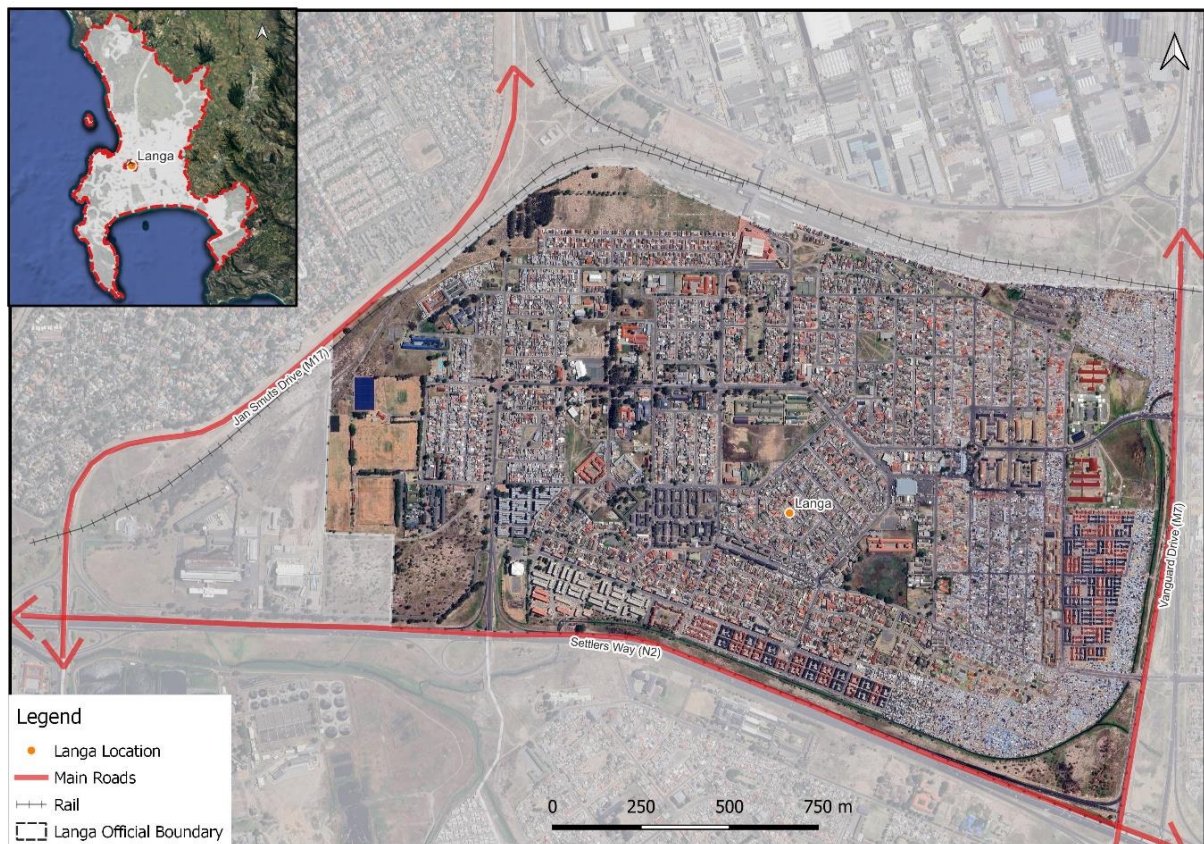 Langa
Jan Smuts Drive (M17)
Langa
Vanguard Drive (M7)
Settlers Way (N2)
Legend
Langa Location
Main Roads
Rail
Langa Official Boundary
0 250 500 750 m